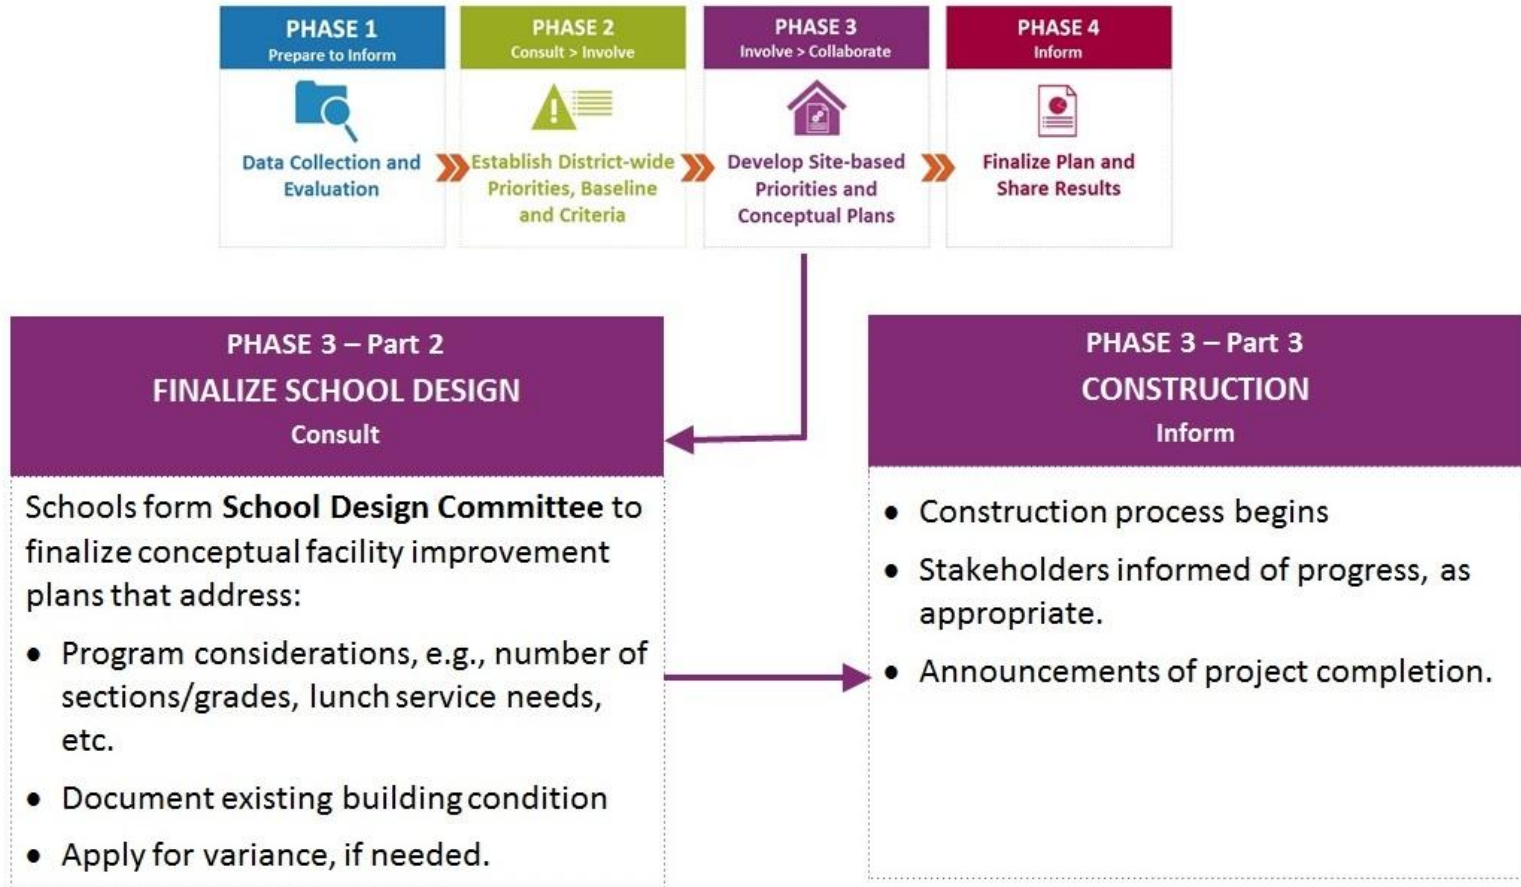 PHASE 1
Prepare to Inform
Data Collection and
Evaluation
PHASE 2
Consult > Involve
Establish District-wide
Priorities, Baseline
and Criteria
PHASE 3
Involve > Collaborate
Develop Site-based
Priorities and
Conceptual Plans
PHASE 4
Inform
Finalize Plan and
Share Results
PHASE 3 – Part 2
FINALIZE SCHOOL DESIGN
Consult
Schools form School Design Committee to
finalize conceptual facility improvement
plans that address:
• Program considerations, e.g., number of
sections/grades, lunch service needs,
etc.
• Document existing building condition
• Apply for variance, if needed.
PHASE 3 – Part 3
CONSTRUCTION
Inform
• Construction process begins
• Stakeholders informed of progress, as
appropriate.
• Announcements of project completion.